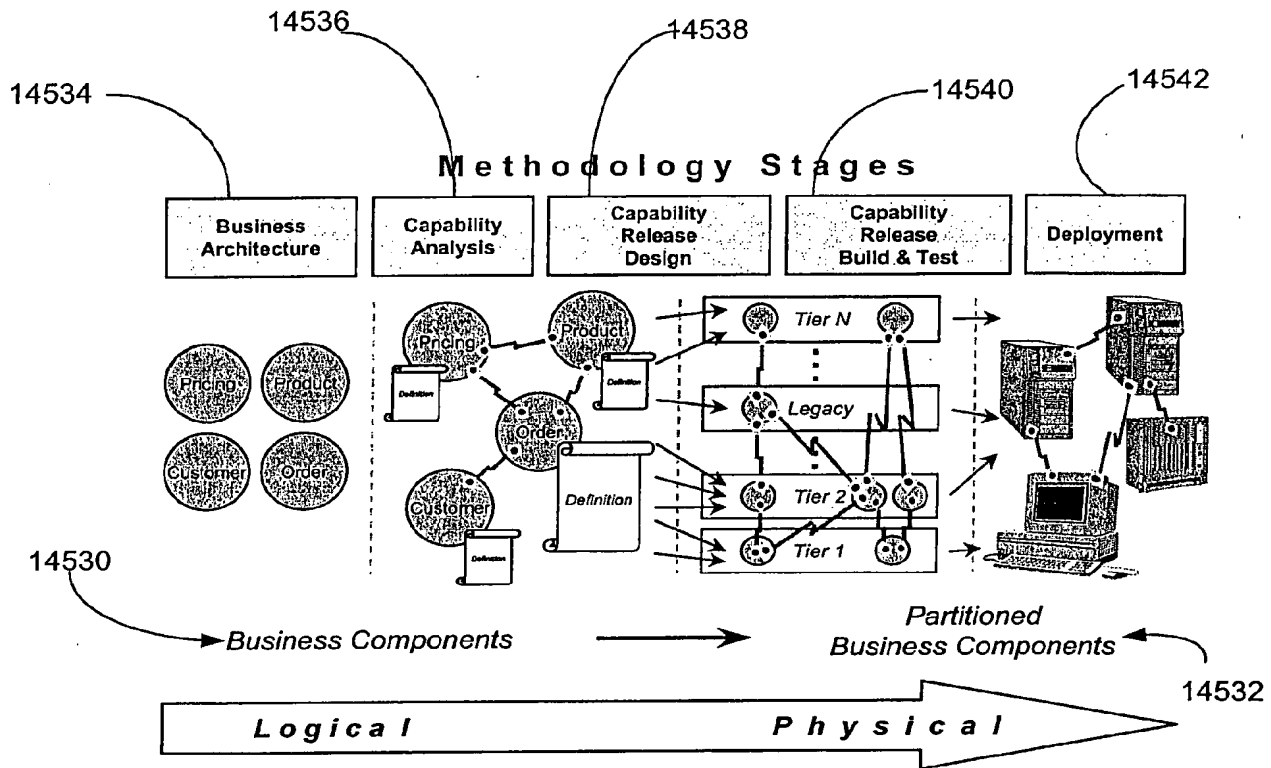 14536
14538
14534
14540
14542
Methodology Stages
Business
Architecture
Capability
Analysis
Capability
Release
Design
Capability
Release
Build & Test
Deployment
Pricing
Product
Customer
Order
Pricing
Product
Definition
Definition
Order
Customer
Definition
Definition
Tier N
Legacy
Tier 2
Tier 1
14530
Business Components
Partitioned
Business Components
14532
Logical
Physical